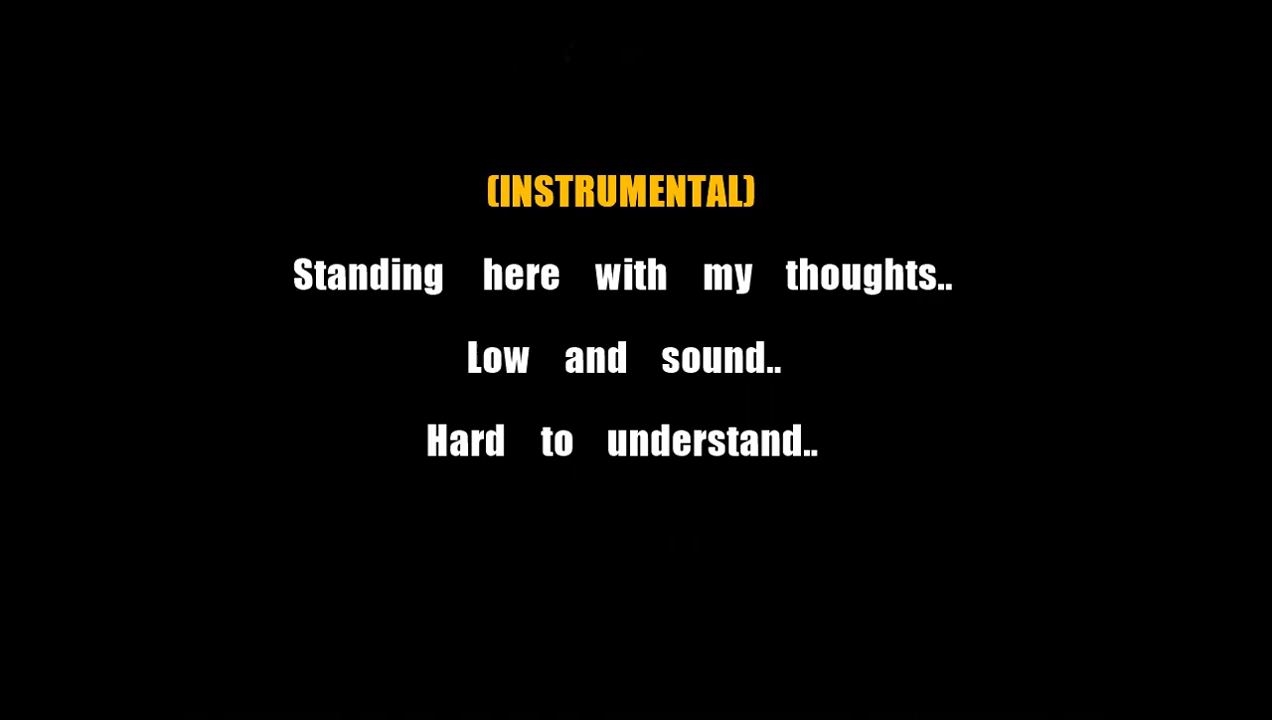 (INSTRUMENTAL)
Standing here with my thoughts..
Low and sound..
Hard to understand..